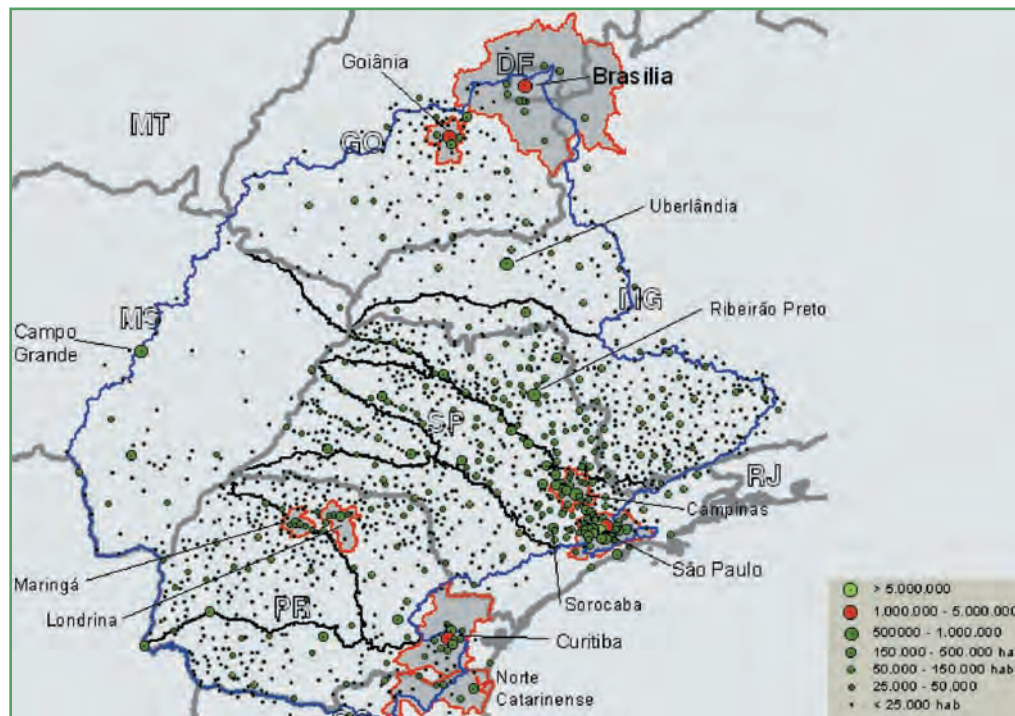 Goiânia
DF
Brasília
MT
GO
Uberlândia
MG
Ribeirão Preto
MS
Campo
Grande
SP
RJ
Campinas
São Paulo
Maringá
Londrina
Sorocaba
PR
Curitiba
Norte
Catarinense
> 5.000.000
1.000.000 - 5.000.000
500000 - 1.000.000
150.000 - 500.000 hab
50.000 - 150.000 hab
25.000 - 50.000
< 25.000 hab